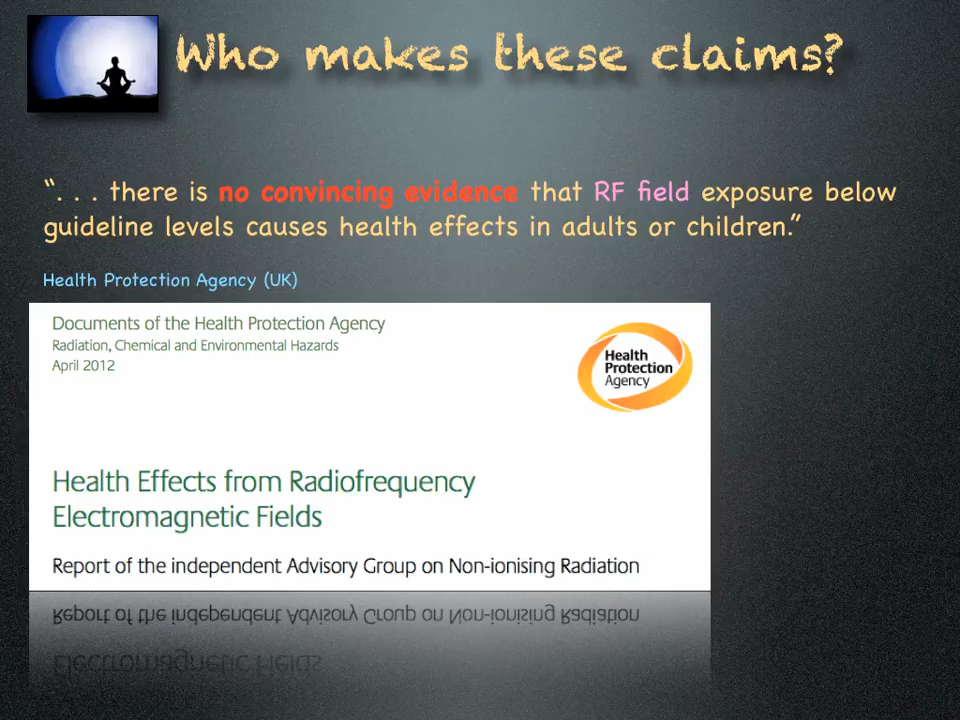 Who makes these claims?
“. . . there is no convincing evidence that RF field exposure below
guideline levels causes health effects in adults or children.”
Health Protection Agency (UK)
Documents of the Health Protection Agency
Radiation, Chemical and Environmental Hazards
April 2012
Health
Protection
Agency
Health Effects from Radiofrequency
Electromagnetic Fields
Report of the independent Advisory Group on Non-ionising Radiation